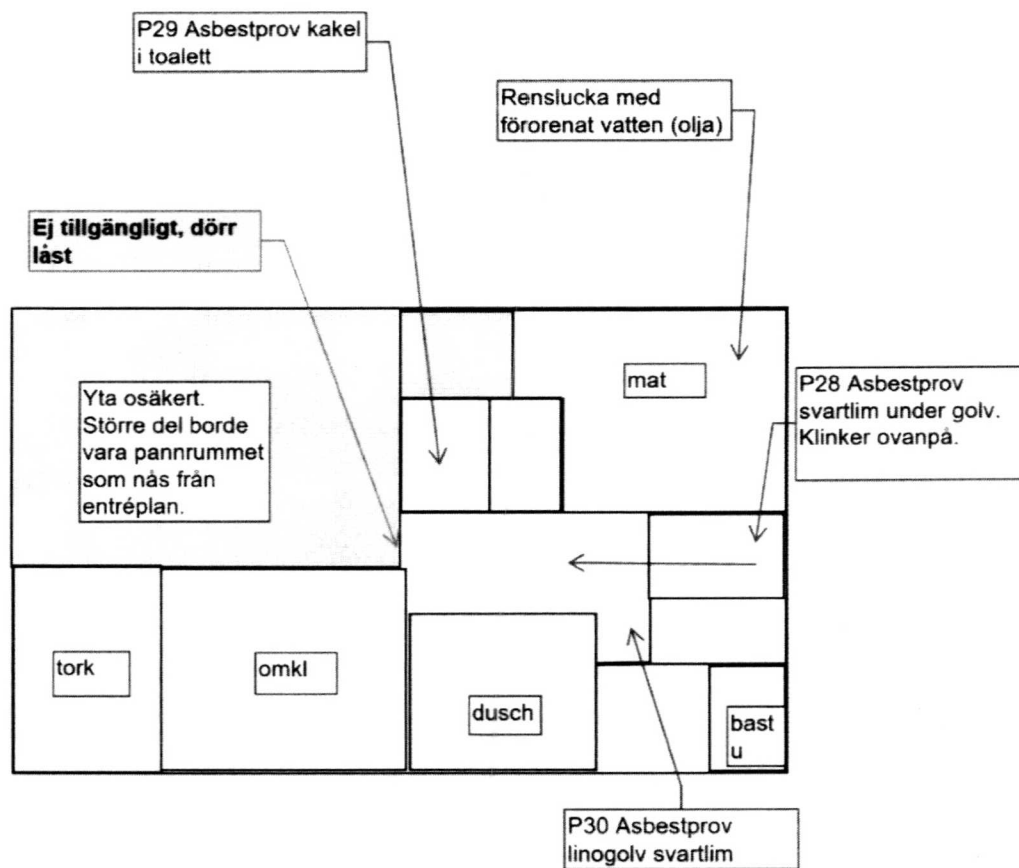 P29 Asbestprov kakel
i toalett
Renslucka med
förorenat vatten (olja)
Ej tillgängligt, dörr
låst
Yta osäkert.
Större del borde
vara pannrummet
som nås från
entréplan.
mat
P28 Asbestprov
svartlim under golv.
Klinker ovanpå.
tork
omkl
dusch
bast
u
P30 Asbestprov
linogolv svartlim